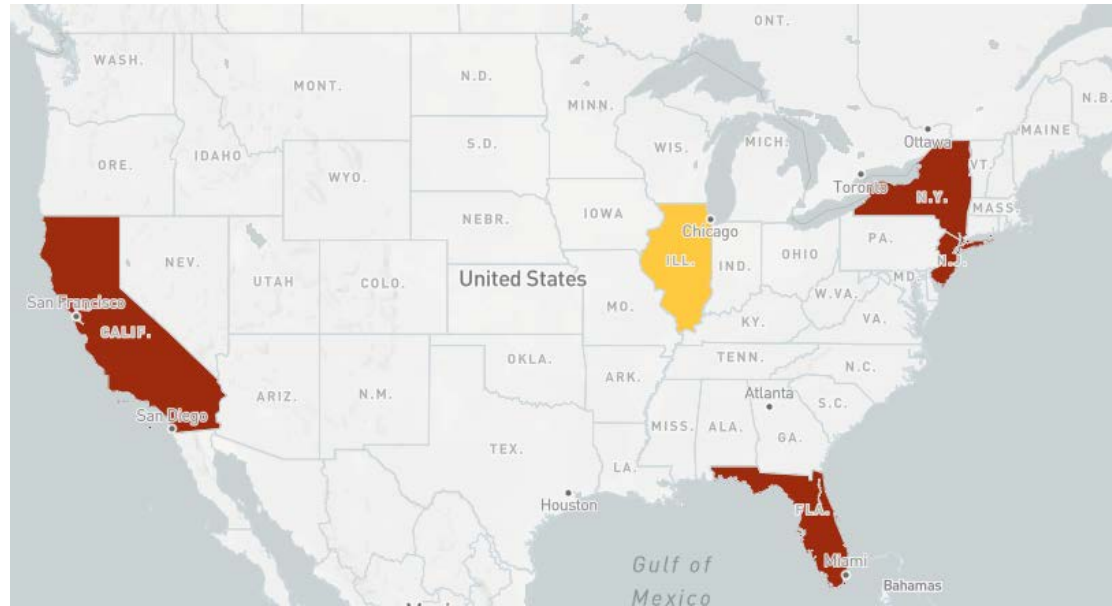 ONT.
WASH.
MONT.
N.D.
MINN.
N.B.
ORE.
IDAHO
S.D.
WIS.
MICH.
Ottawa
MAINE
VT.
WYO.
Toronto
N.Y.
MASS.
NEBR.
IOWA
Chicago
PA.
NEV.
UTAH
COLO.
United States
ILL.
IND.
OHIO
N.J.
MD.
San Francisco
CALIF.
MO.
W.VA.
VA.
KY.
OKLA.
TENN.
N.C.
ARIZ.
N.M.
ARK.
Atlanta
S.C.
San Diego
MISS.
ALA.
GA.
TEX.
LA.
Houston
FLA.
Gulf of
Mexico
Miami
Bahamas